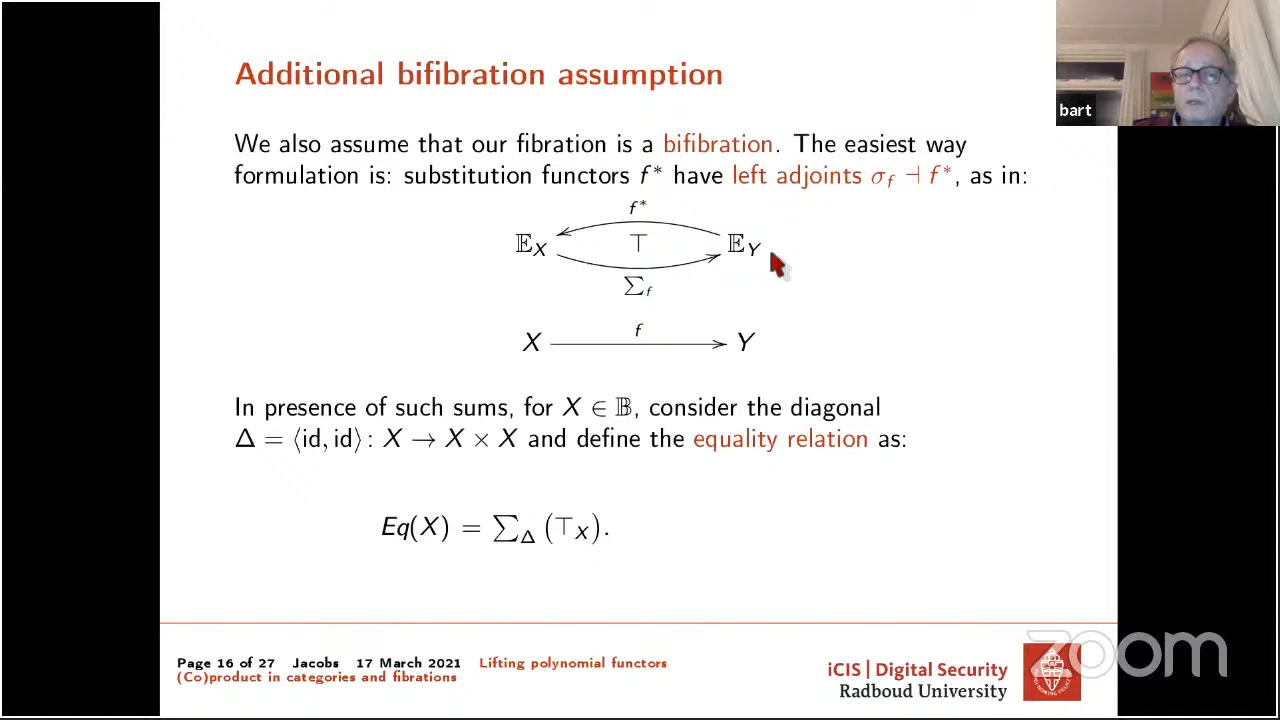 Additional bifibration assumption
bart
We also assume that our fibration is a bifibration. The easiest way
formulation is: substitution functors f* have left adjoints σ_f ⊣ f*, as in:
f*
𝔼_X ⊤ 𝔼_Y
∑_f
f
X Y
In presence of such sums, for X ∈ 𝔹, consider the diagonal
Δ = ⟨id, id⟩: X → X × X and define the equality relation as:
Eq(X) = ∑_Δ (⊤_X).
Page 16 of 27 Jacobs 17 March 2021 Lifting polynomial functors
(Co)product in categories and fibrations
iCIS | Digital Security
Radboud University
zoom